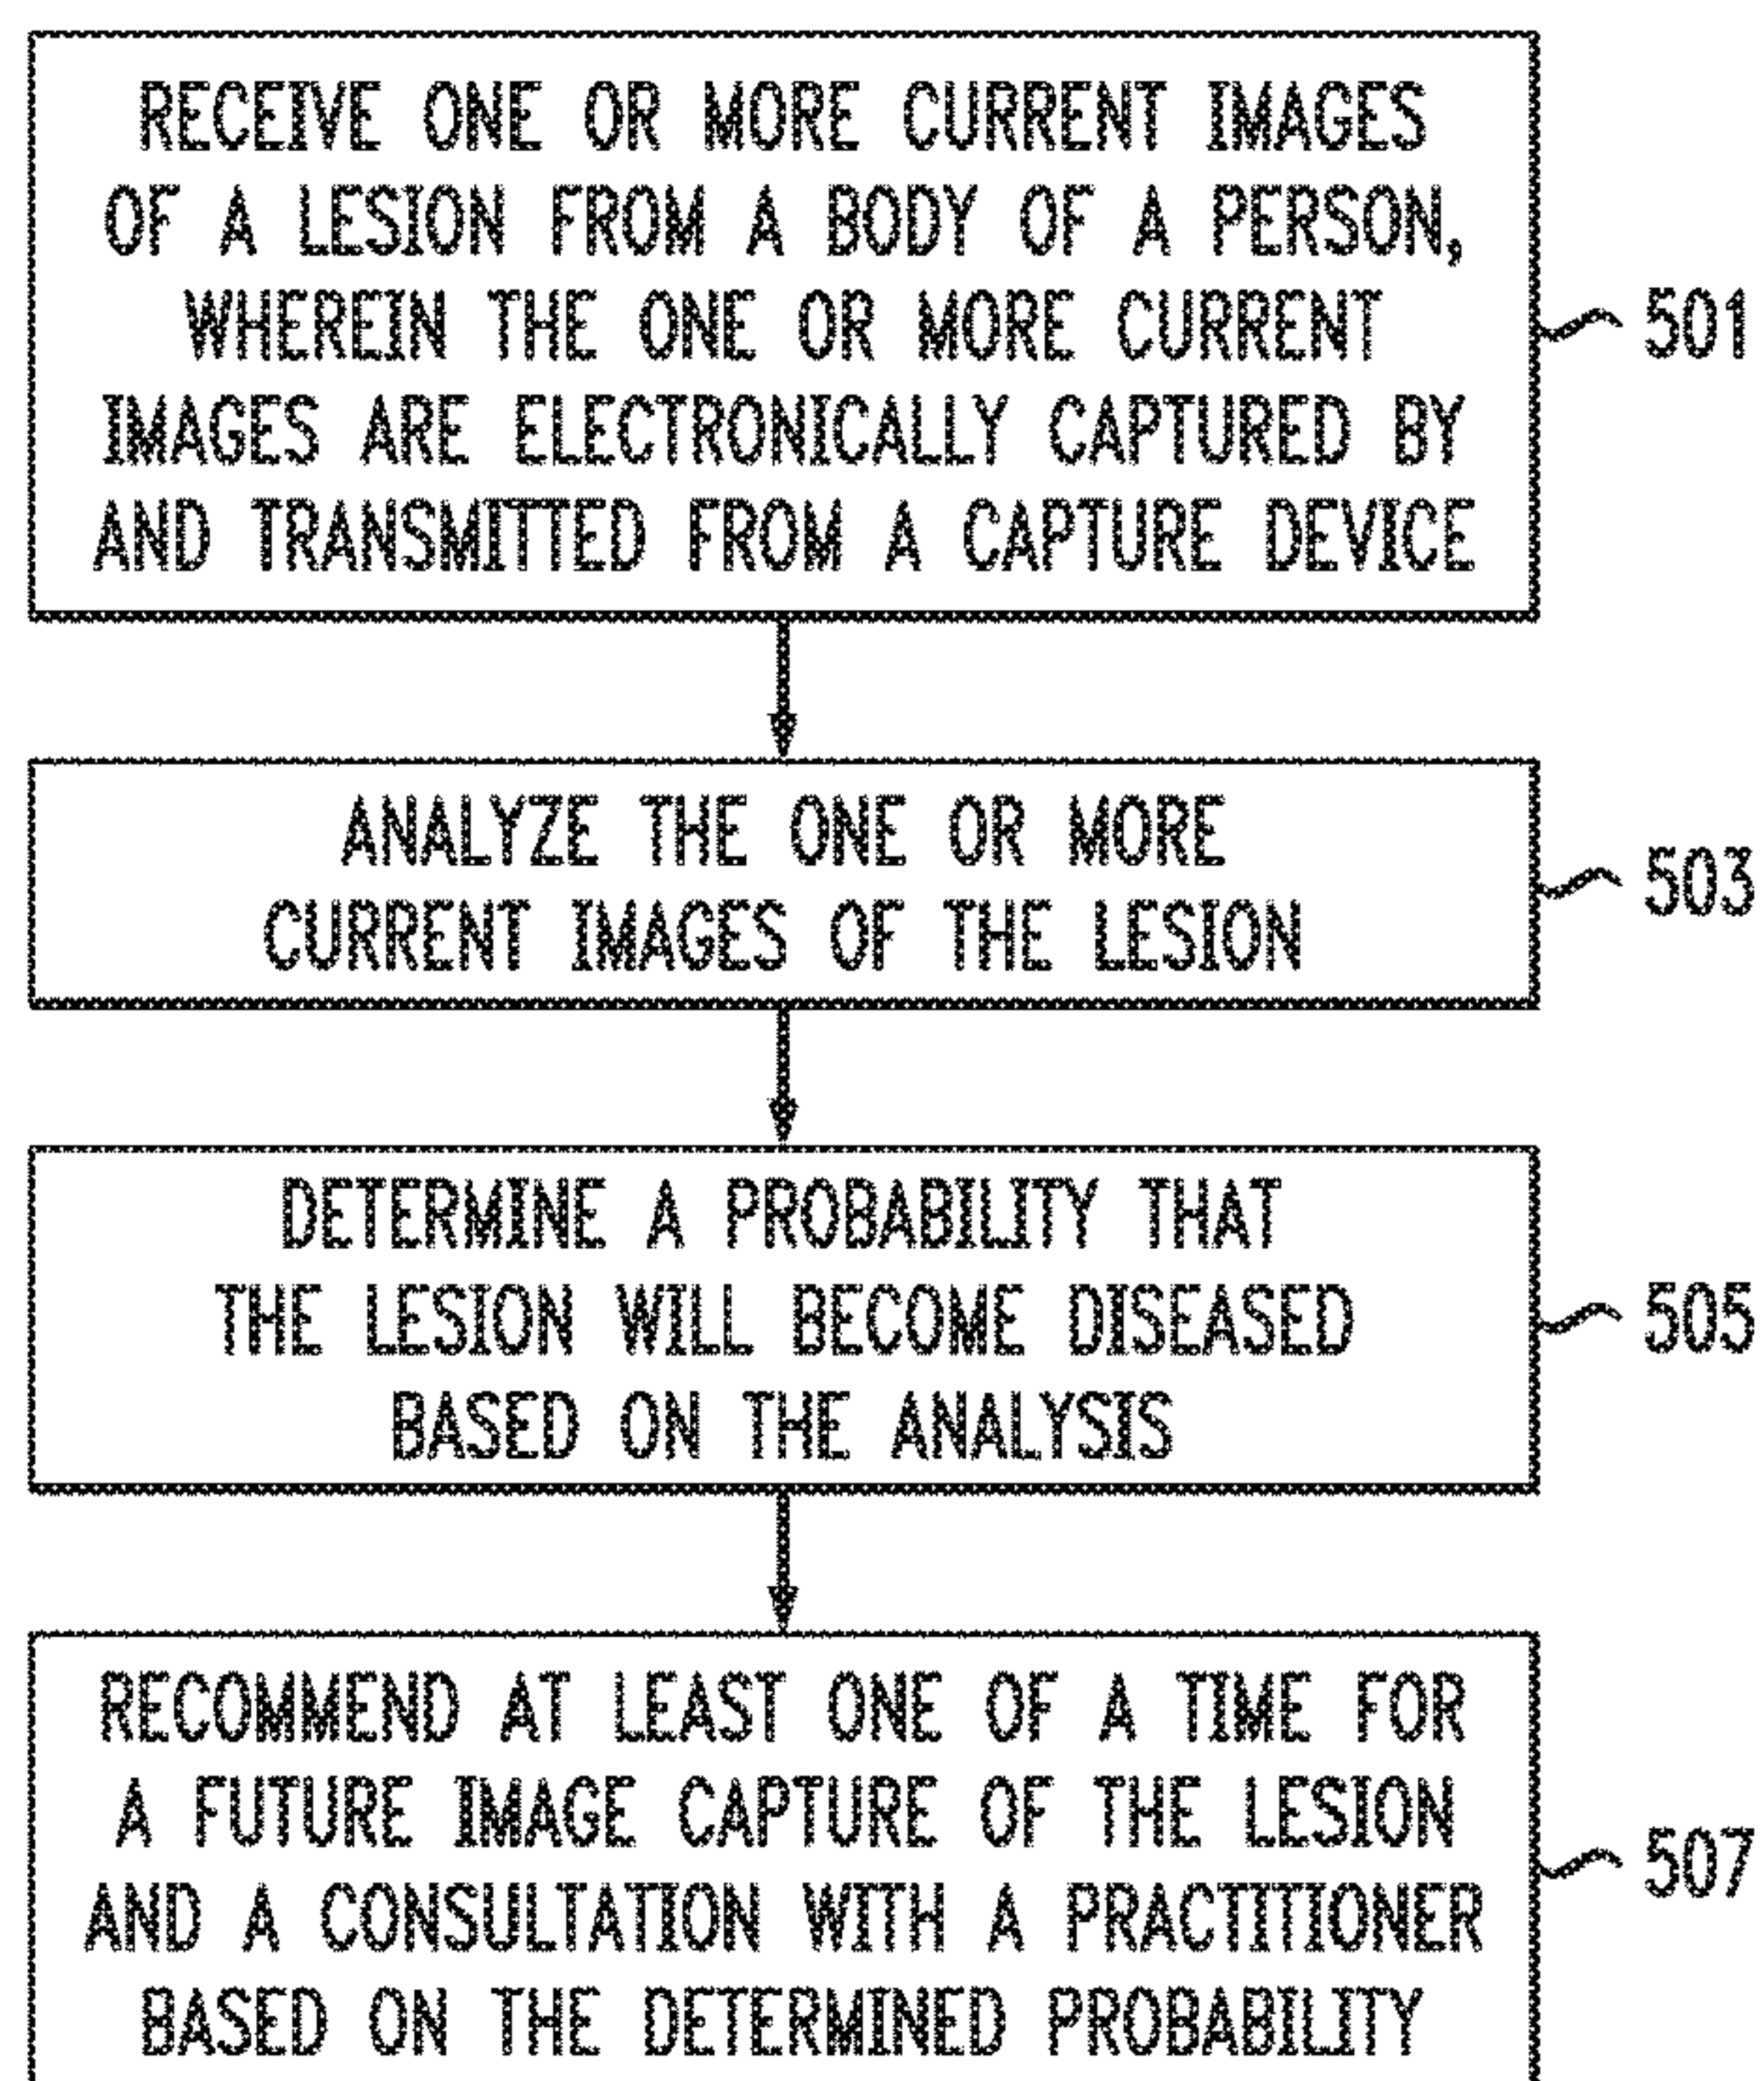 RECEIVE ONE OR MORE CURRENT IMAGES
OF A LESION FROM A BODY OF A PERSON,
WHEREIN THE ONE OR MORE CURRENT
IMAGES ARE ELECTRONICALLY CAPTURED BY
AND TRANSMITTED FROM A CAPTURE DEVICE
501
ANALYZE THE ONE OR MORE
CURRENT IMAGES OF THE LESION
503
DETERMINE A PROBABILITY THAT
THE LESION WILL BECOME DISEASED
BASED ON THE ANALYSIS
505
RECOMMEND AT LEAST ONE OF A TIME FOR
A FUTURE IMAGE CAPTURE OF THE LESION
AND A CONSULTATION WITH A PRACTITIONER
BASED ON THE DETERMINED PROBABILITY
507